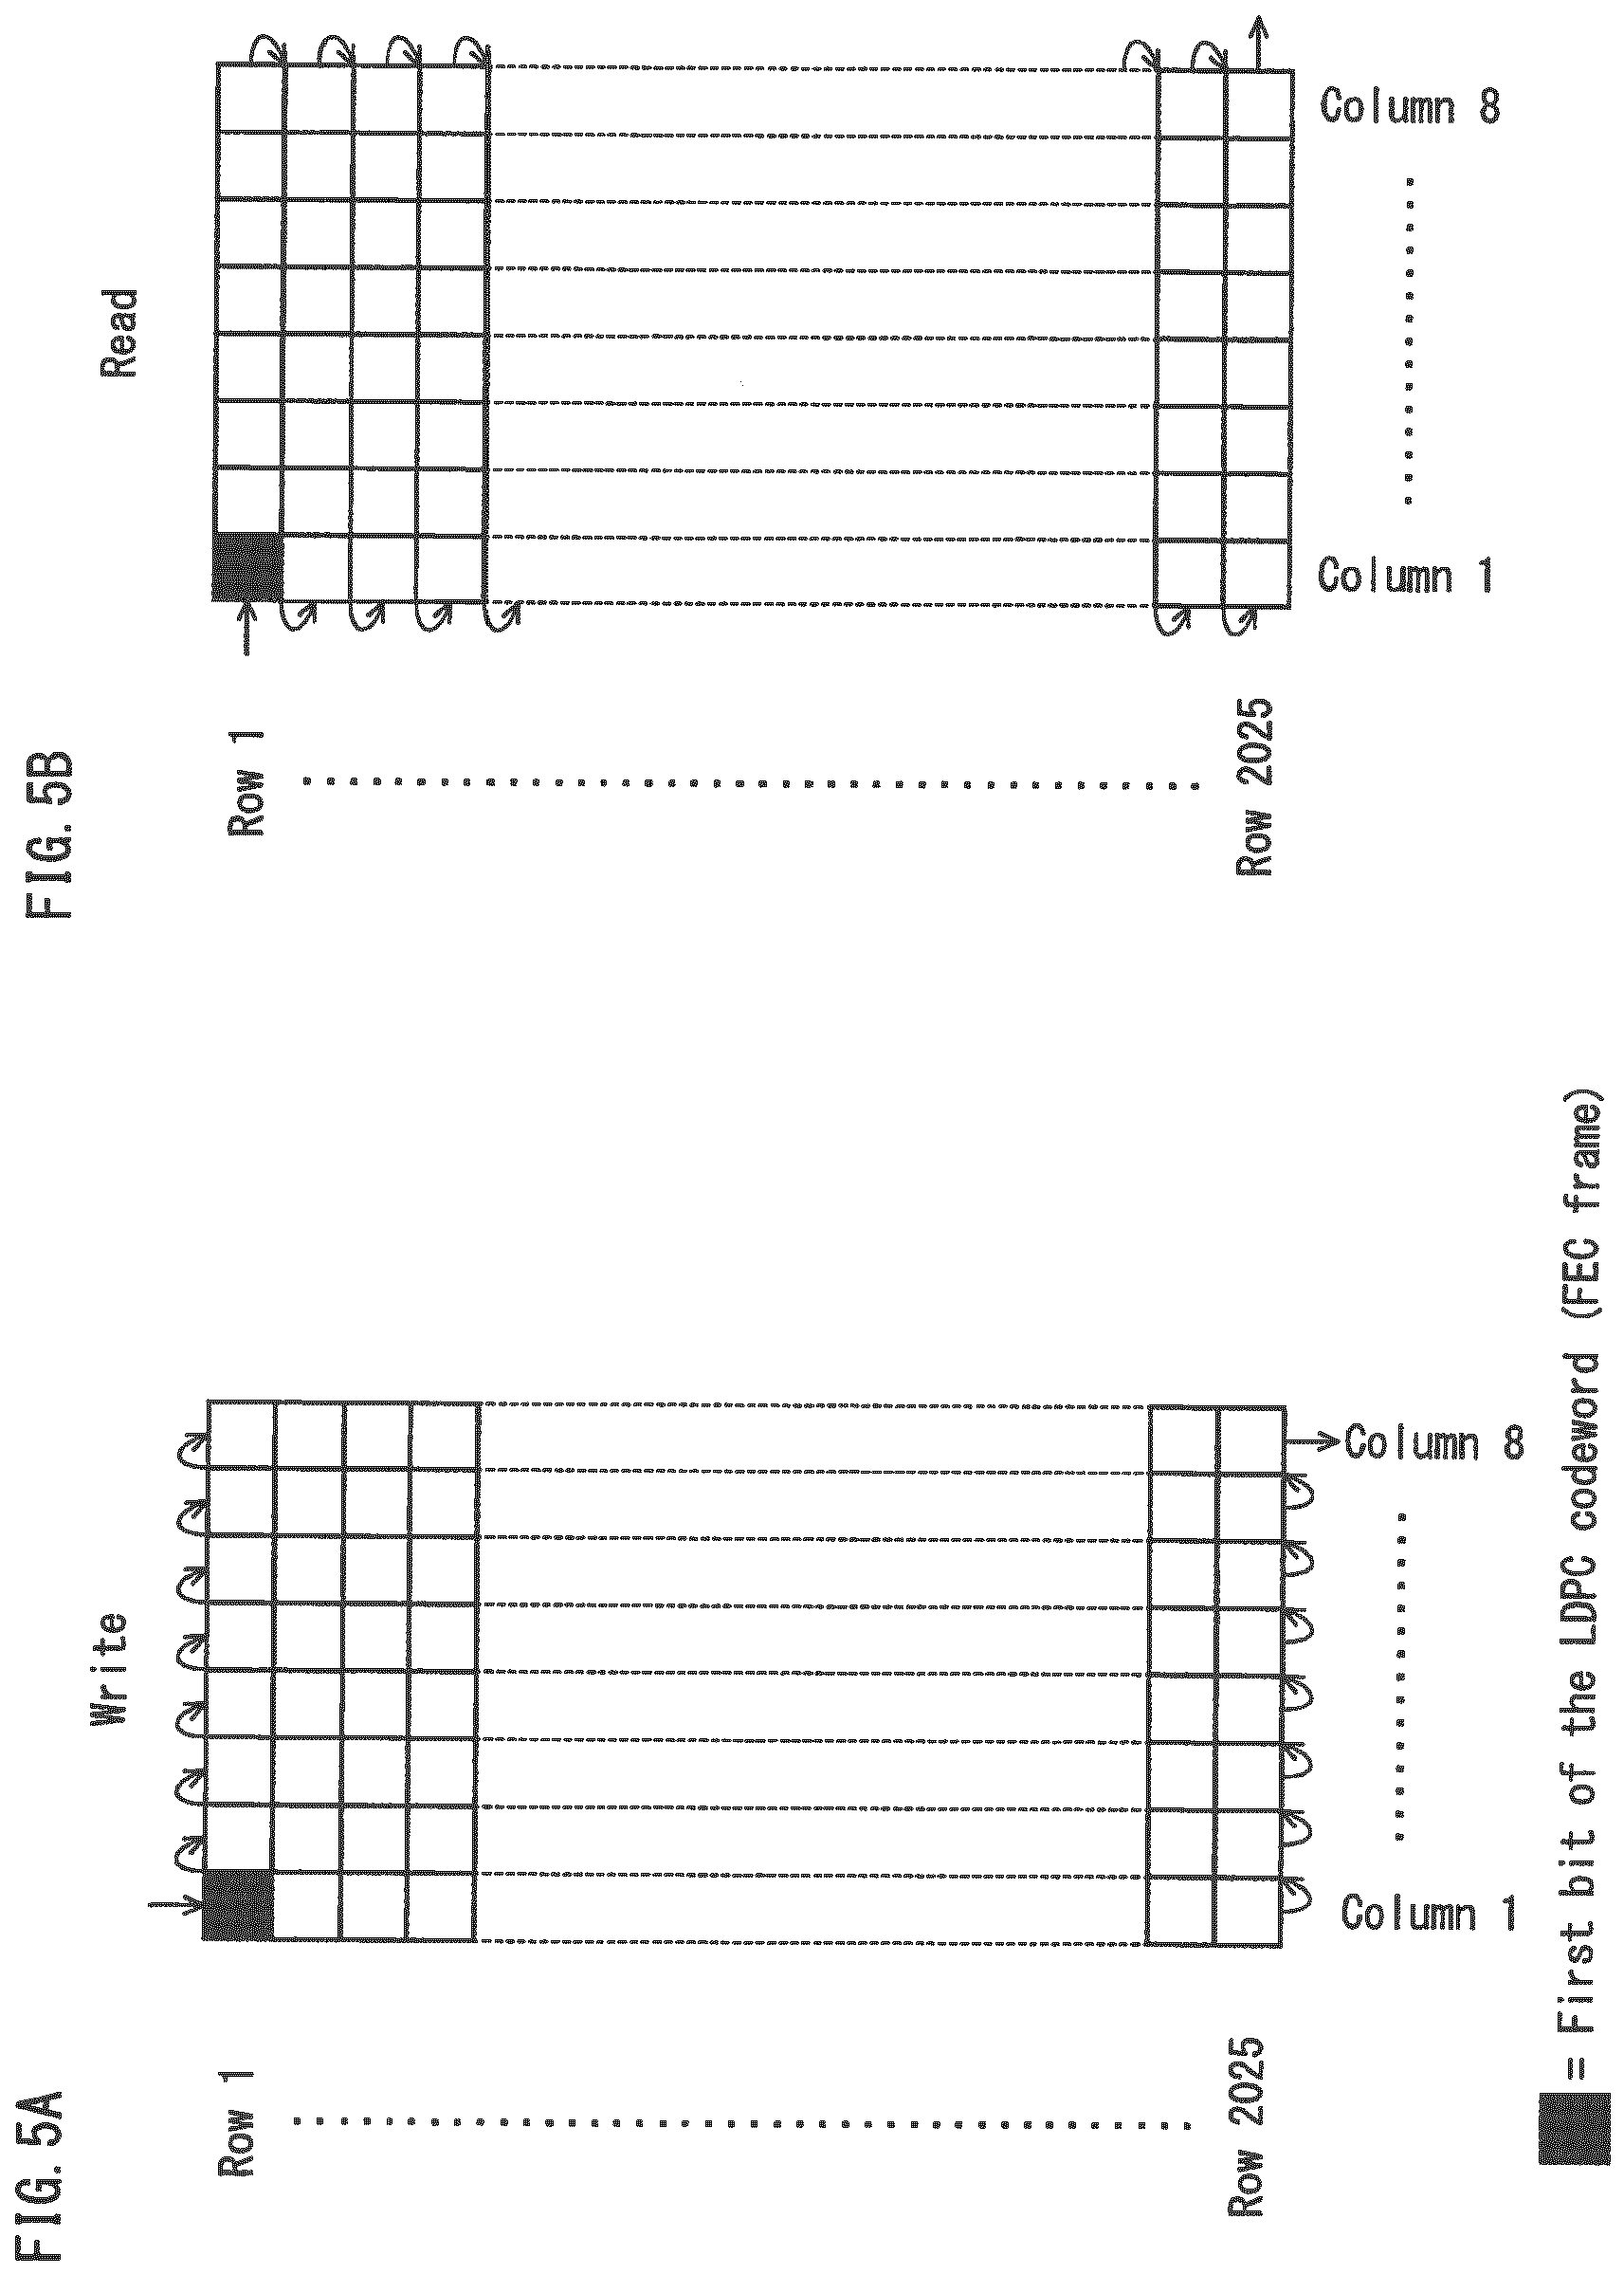 FIG. 5A
Write
Row 1
Row 2025
Column 1
Column 8
FIG. 5B
Read
Row 1
Row 2025
Column 1
Column 8
= First bit of the LDPC codeword (FEC frame)